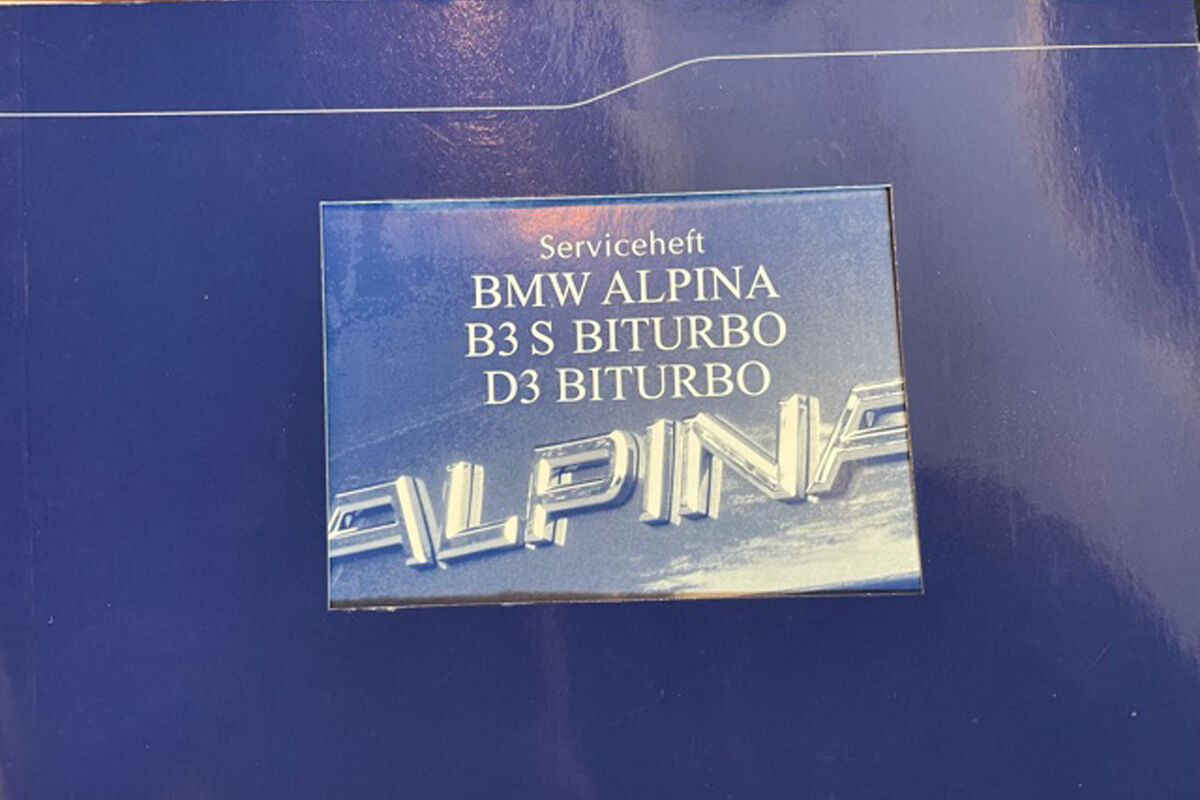 Serviceheft
BMW ALPINA
B3 S BITURBO
D3 BITURBO
ALPINA